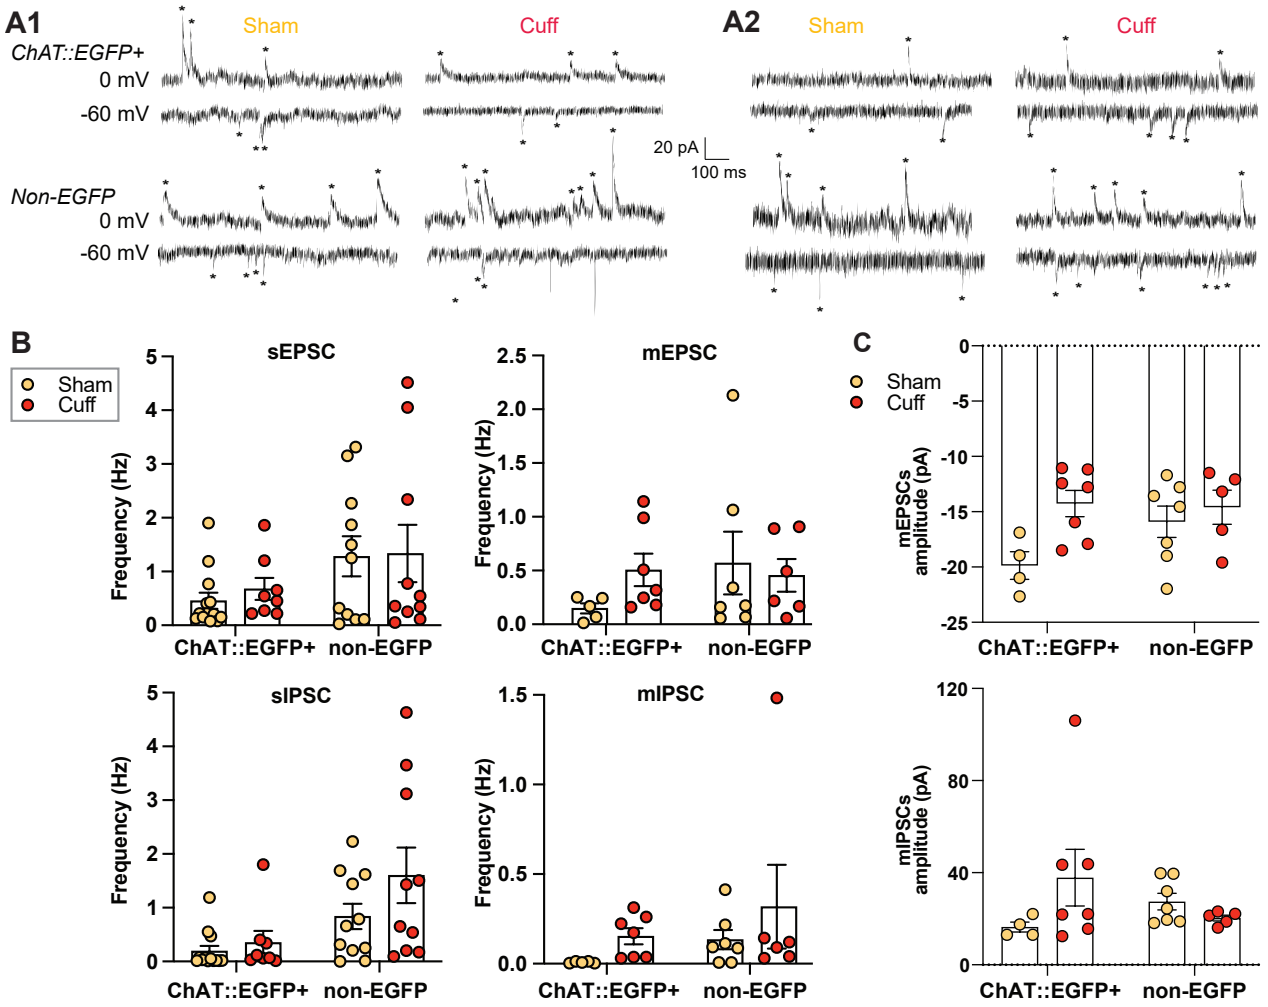 A1
Sham
Cuff
ChAT::EGFP+
0 mV
-60 mV
Non-EGFP
0 mV
-60 mV
20 pA
100 ms
A2
Sham
Cuff
B
Sham
Cuff
sEPSC
Frequency (Hz)
5
4
3
2
1
0
ChAT::EGFP+ non-EGFP
mEPSC
Frequency (Hz)
2.5
2.0
1.5
1.0
0.5
0.0
ChAT::EGFP+ non-EGFP
sIPSC
Frequency (Hz)
5
4
3
2
1
0
ChAT::EGFP+ non-EGFP
mIPSC
Frequency (Hz)
1.5
1.0
0.5
0.0
ChAT::EGFP+ non-EGFP
C
Sham
Cuff
mEPSCs
amplitude (pA)
0
-5
-10
-15
-20
-25
ChAT::EGFP+ non-EGFP
mIPSCs
amplitude (pA)
120
80
40
0
ChAT::EGFP+ non-EGFP